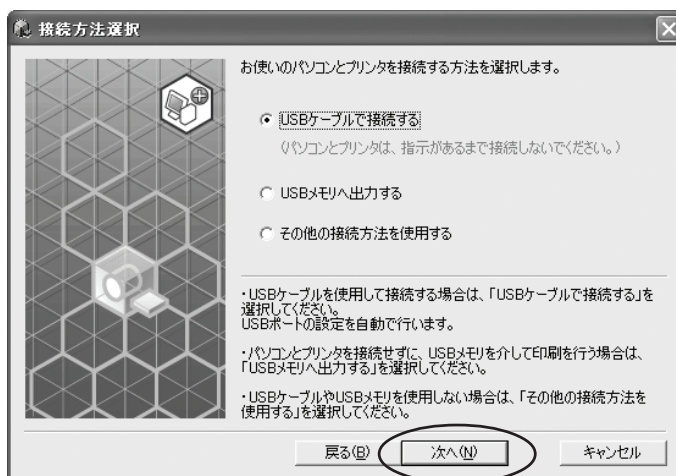 接続方法選択
お使いのパソコンとプリンタを接続する方法を選択します。
USBケーブルで接続する
(パソコンとプリンタは、指示があるまで接続しないでください。)
USBメモリへ出力する
その他の接続方法を使用する
・USBケーブルを使用して接続する場合は、「USBケーブルで接続する」を
選択してください。
USBポートの設定を自動で行います。
・パソコンとプリンタを接続せずに、USBメモリを介して印刷を行う場合は、
「USBメモリへ出力する」を選択してください。
・USBケーブルやUSBメモリを使用しない場合は、「その他の接続方法を
使用する」を選択してください。
戻る(B) 次へ(N) キャンセル